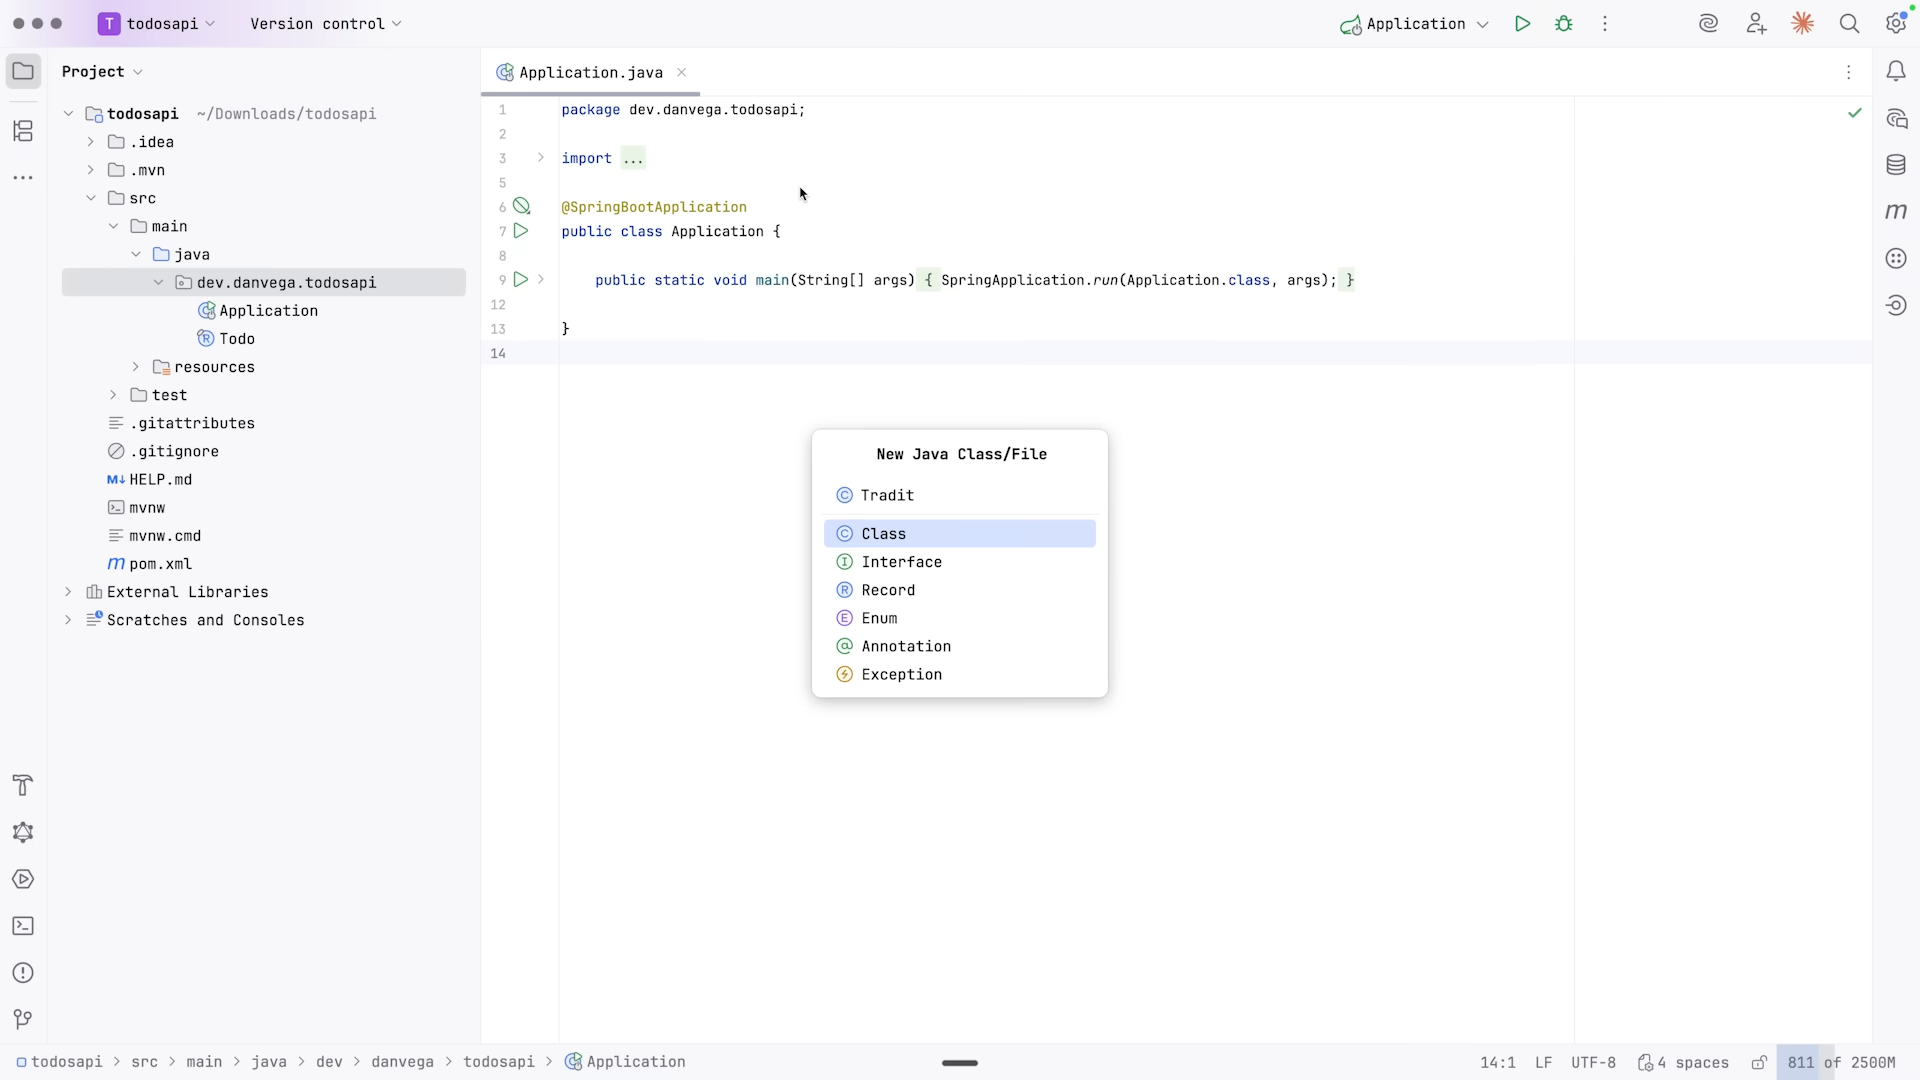 T todosapi Version control Application
Project
Application.java
todosapi ~/Downloads/todosapi
.idea
.mvn
src
main
java
dev.danvega.todosapi
Application
Todo
resources
test
.gitattributes
.gitignore
M↓ HELP.md
mvnw
mvnw.cmd
m pom.xml
External Libraries
Scratches and Consoles
1 package dev.danvega.todosapi;
2
3 import ...
5
6 @SpringBootApplication
7 public class Application {
8
9 public static void main(String[] args) { SpringApplication.run(Application.class, args); }
12
13 }
14
New Java Class/File
C Tradit
C Class
I Interface
R Record
E Enum
@ Annotation
Exception
m
todosapi > src > main > java > dev > danvega > todosapi > Application
14:1 LF UTF-8 4 spaces 811 of 2500M